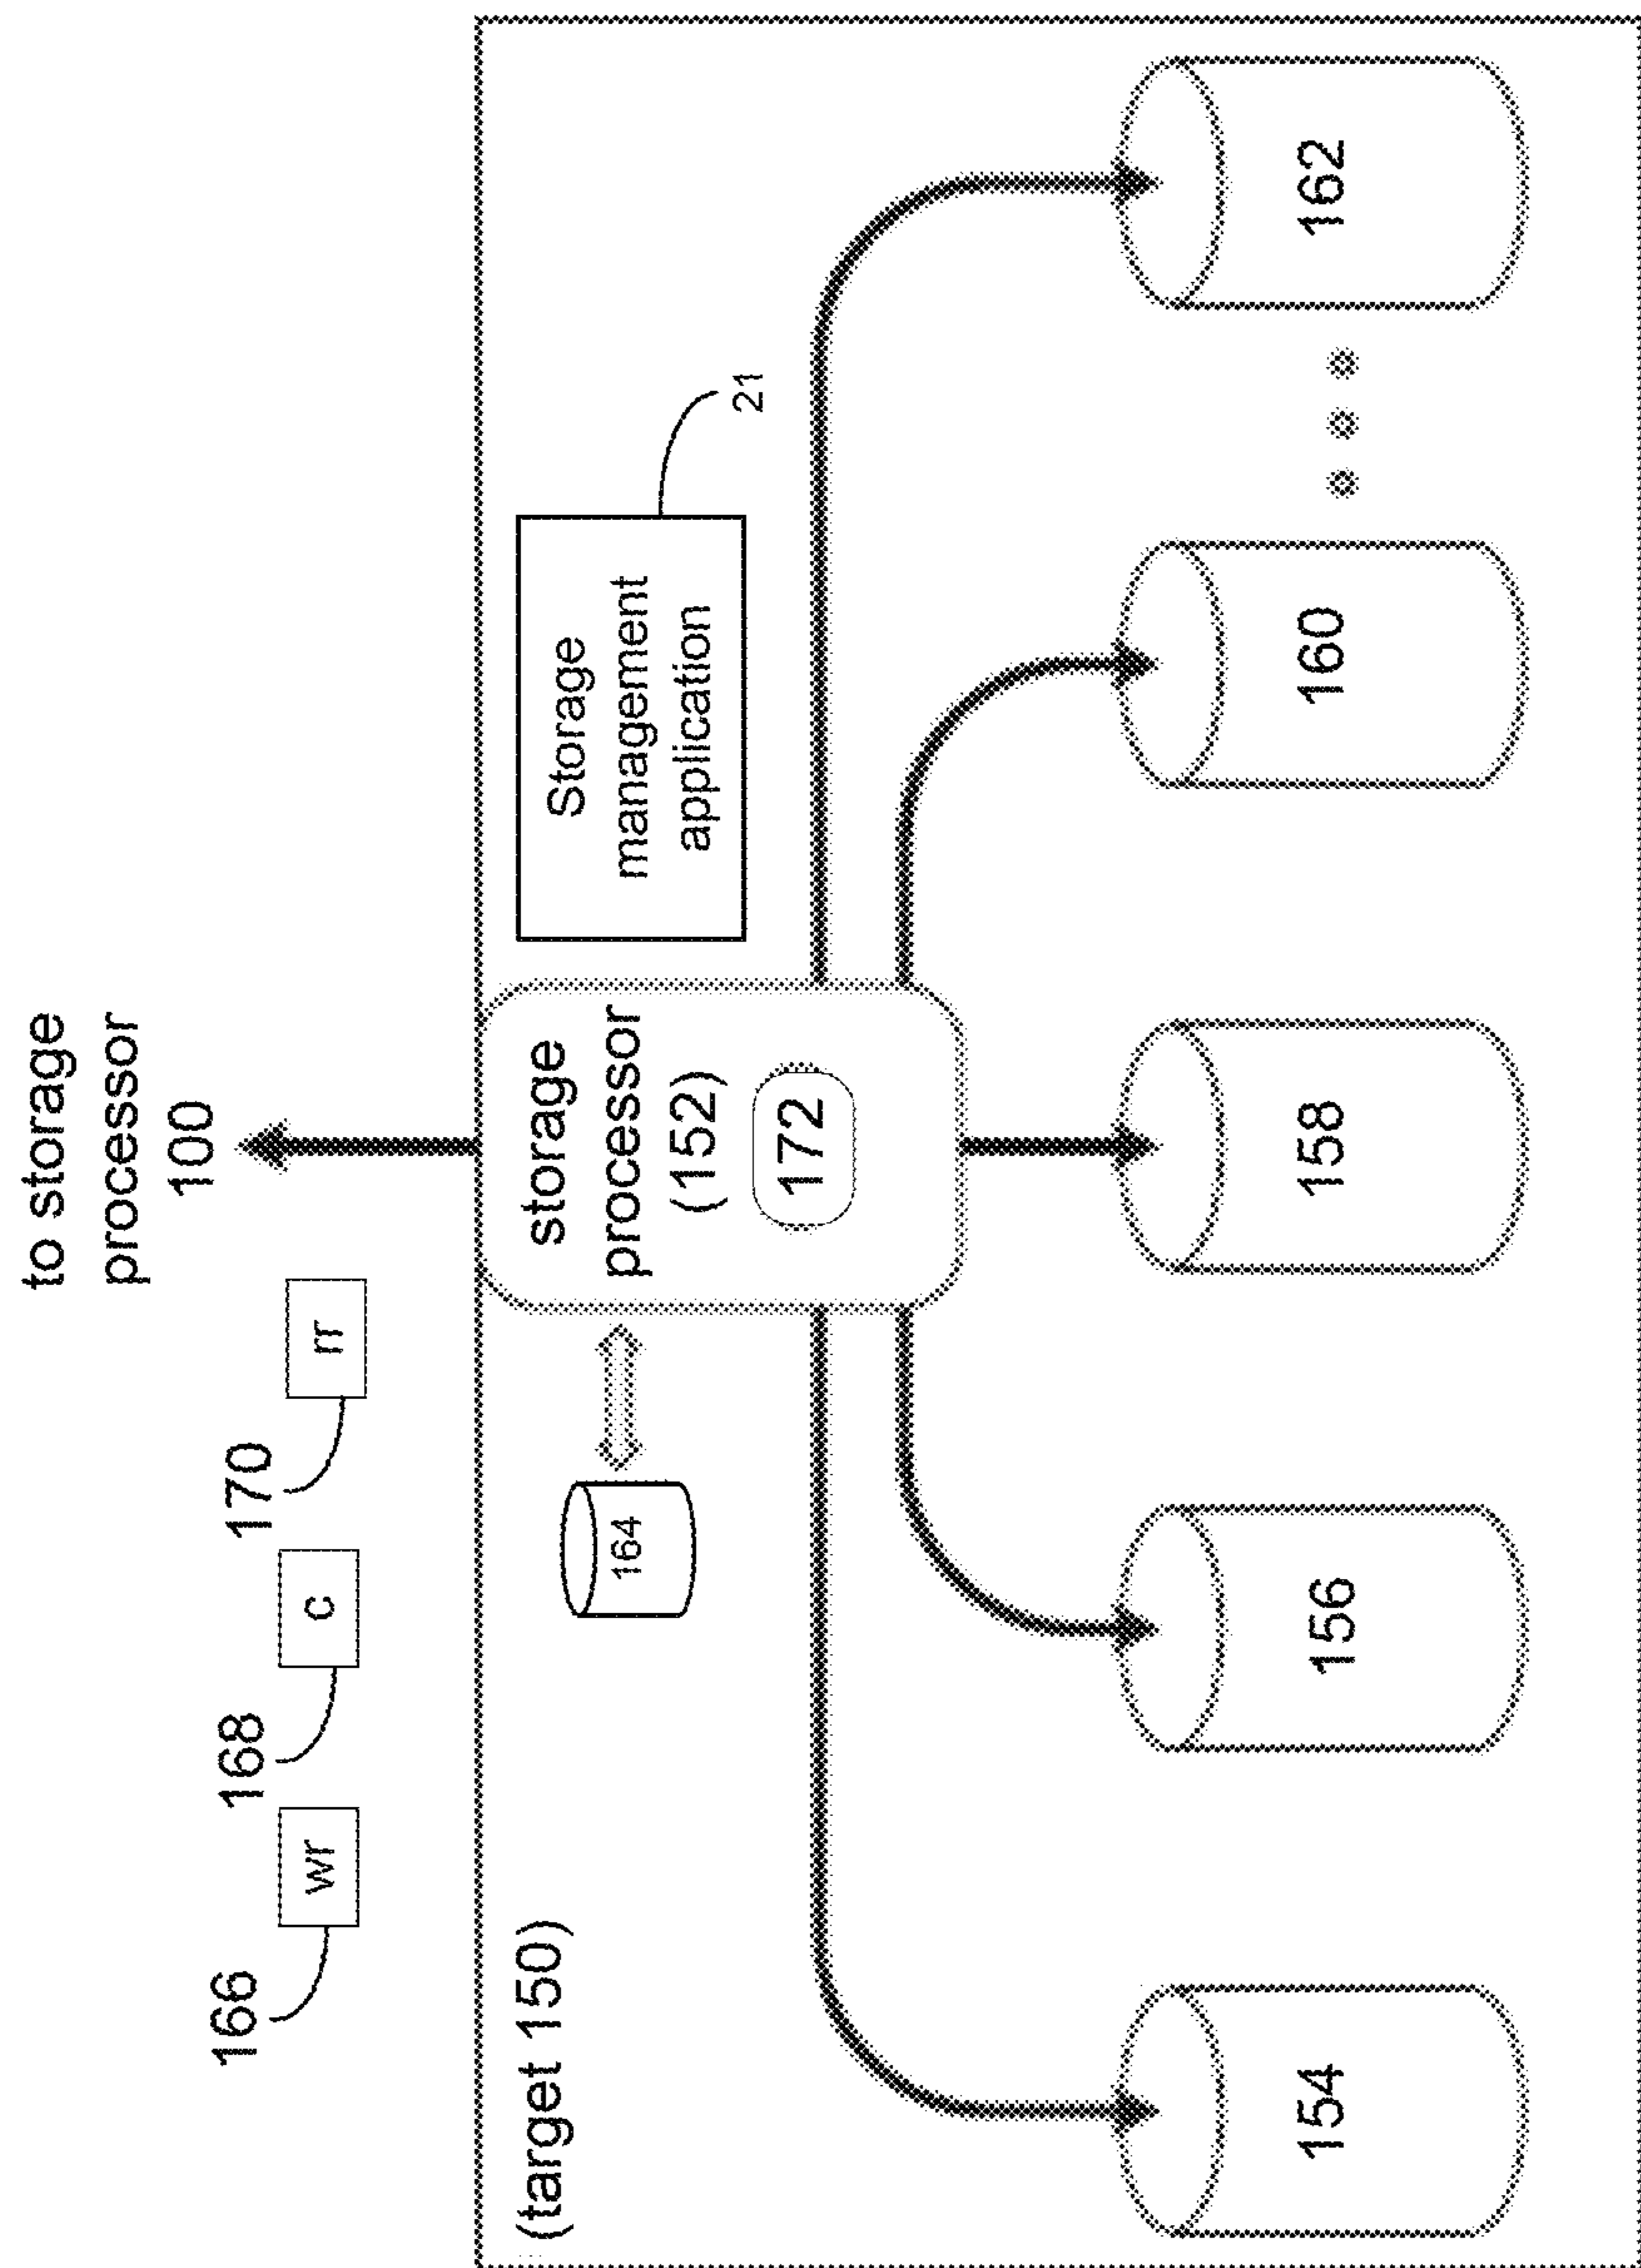 to storage
processor
100
166
168
170
wr
c
rr
(target 150)
164
storage
processor
(152)
172
Storage
management
application
21
154
156
158
160
162